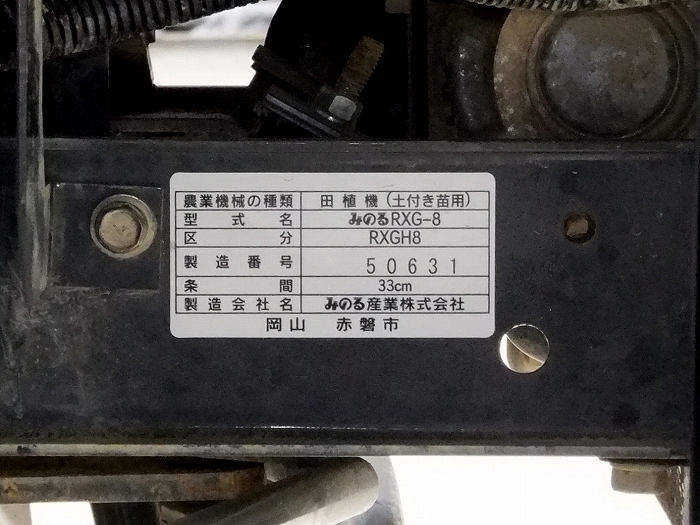 農業機械の種類 田植機(土付き苗用)
型式名 みのるRXG-8
区分 RXGH8
製造番号 50631
条間 33cm
製造会社名 みのる産業株式会社
岡山 赤磐市